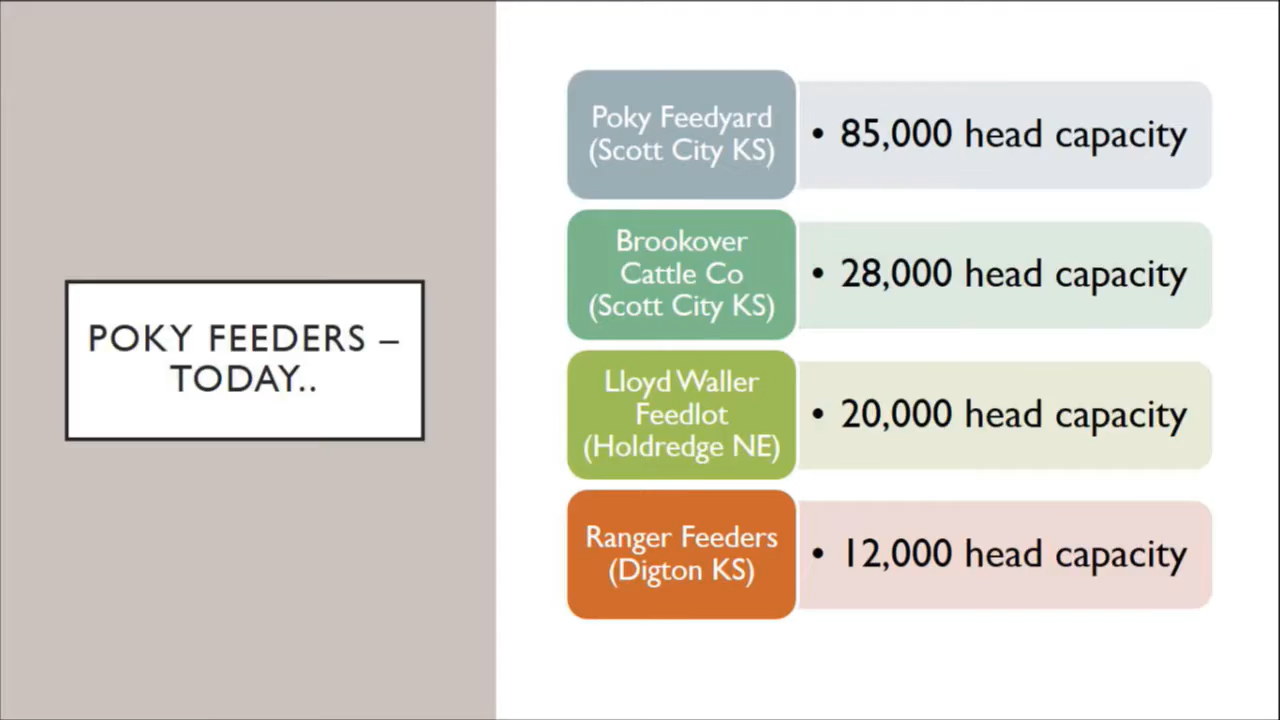 POKY FEEDERS –
TODAY..
Poky Feedyard
(Scott City KS)
• 85,000 head capacity
Brookover
Cattle Co
(Scott City KS)
• 28,000 head capacity
Lloyd Waller
Feedlot
(Holdredge NE)
• 20,000 head capacity
Ranger Feeders
(Digton KS)
• 12,000 head capacity